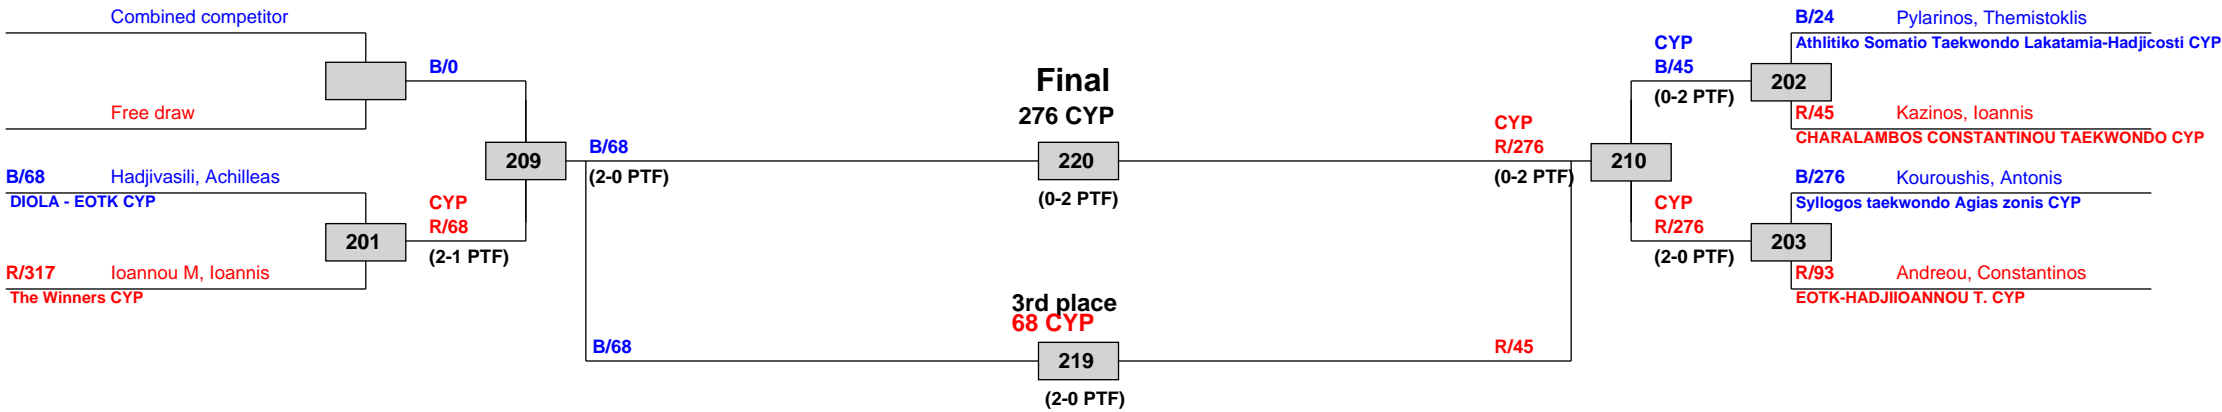 Combined competitor
Free draw
B/0
B/68 Hadjivasili, Achilleas
DIOLA - EOTK CYP
201
R/317 Ioannou M, Ioannis
The Winners CYP
CYP
R/68
(2-1 PTF)
209
B/68
(2-0 PTF)
Final
276 CYP
220
(0-2 PTF)
3rd place
68 CYP
B/68
219
(2-0 PTF)
R/45
CYP
R/276
(0-2 PTF)
210
CYP
B/45
(0-2 PTF)
CYP
R/276
(2-0 PTF)
B/24 Pylarinos, Themistoklis
Athlitiko Somatio Taekwondo Lakatamia-Hadjicosti CYP
202
R/45 Kazinos, Ioannis
CHARALAMBOS CONSTANTINOU TAEKWONDO CYP
B/276 Kouroushis, Antonis
Syllogos taekwondo Agias zonis CYP
203
R/93 Andreou, Constantinos
EOTK-HADJIIOANNOU T. CYP